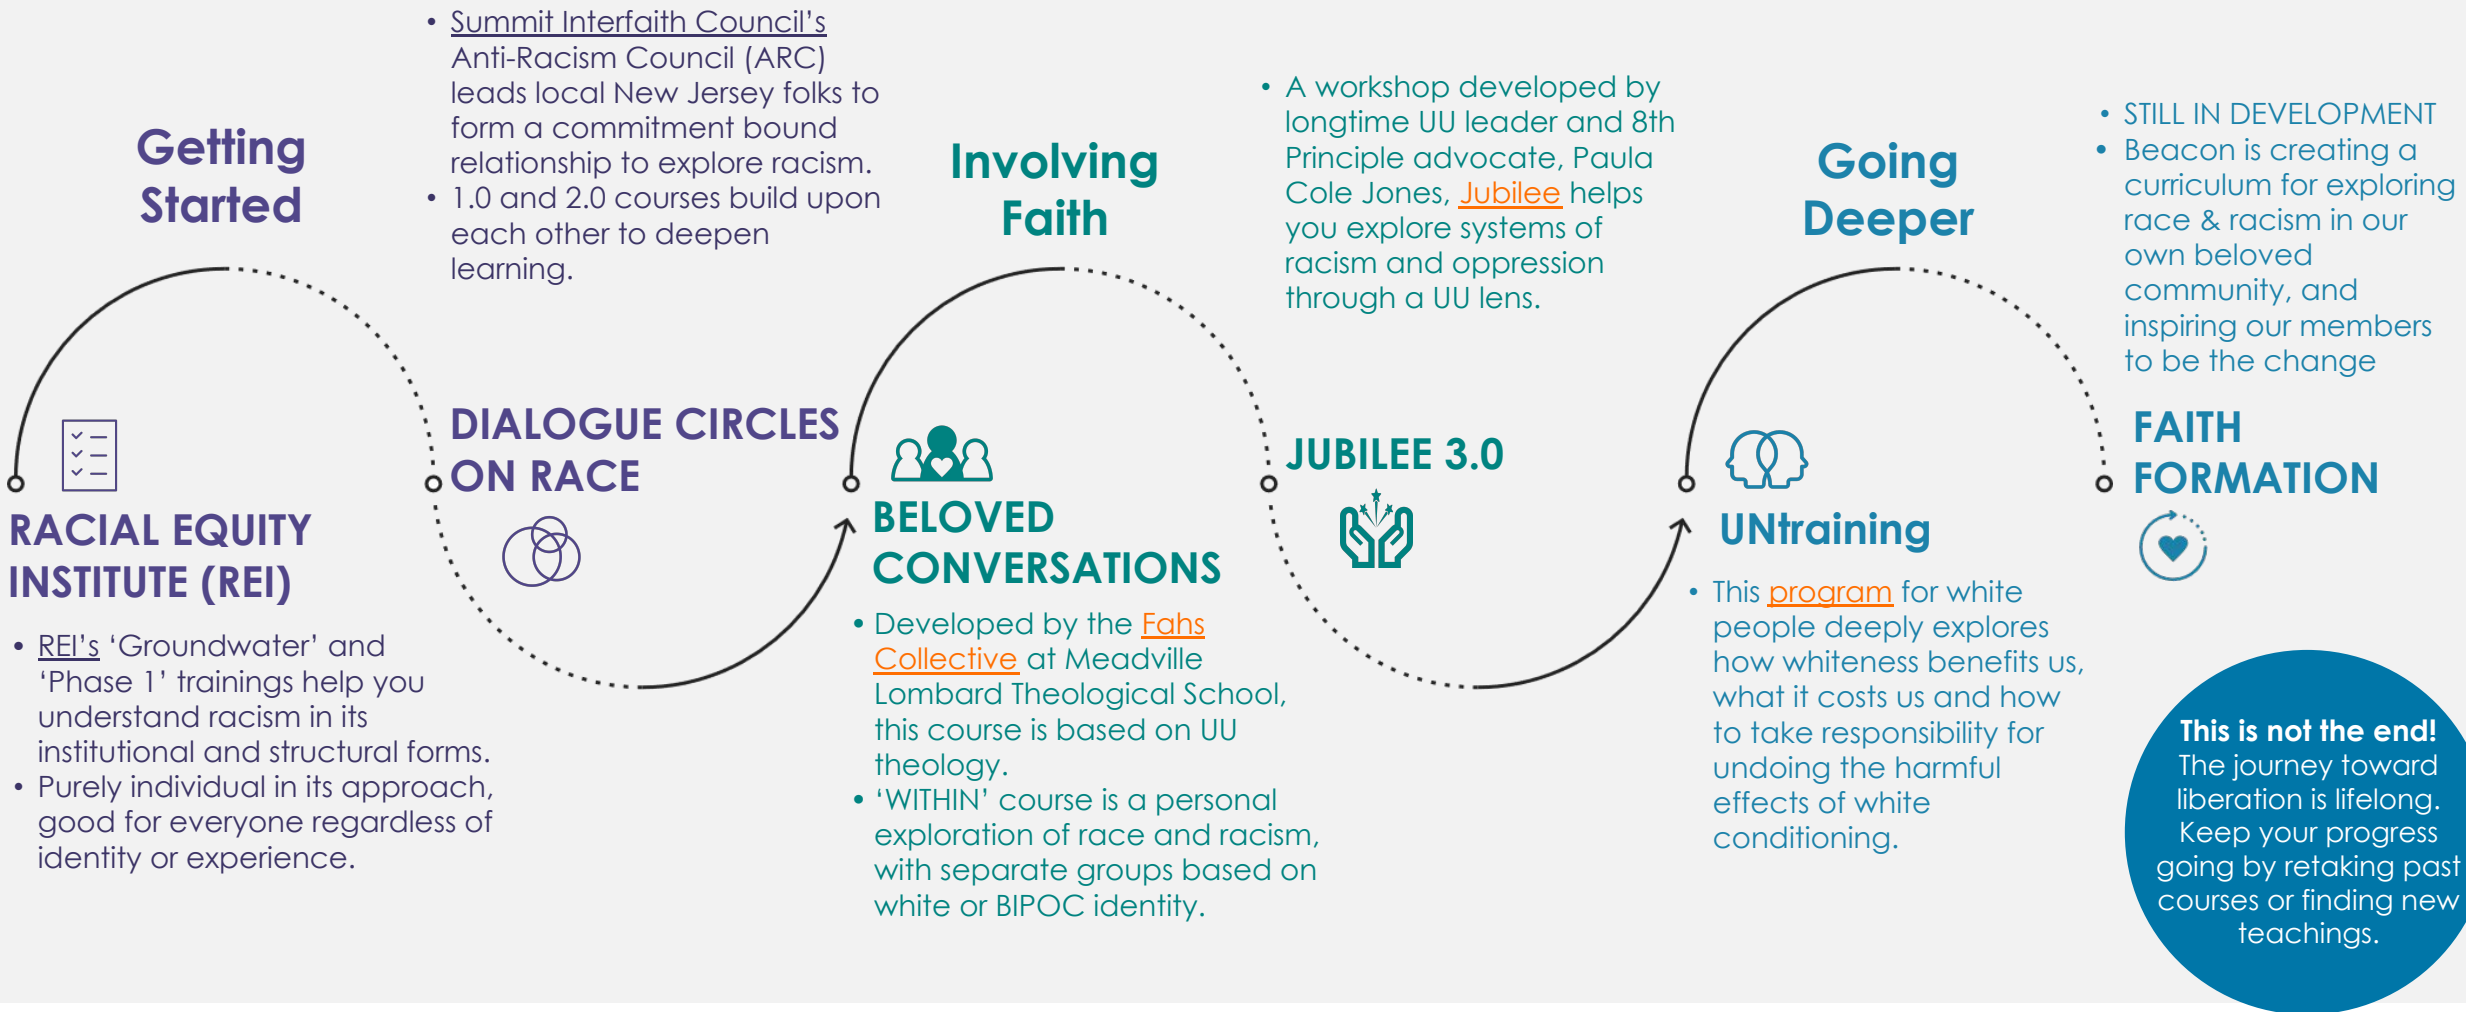 Getting
Started
RACIAL EQUITY
INSTITUTE (REI)
• REI's ‘Groundwater’ and
‘Phase 1’ trainings help you
understand racism in its
institutional and structural forms.
• Purely individual in its approach,
good for everyone regardless of
identity or experience.
• Summit Interfaith Council’s
Anti-Racism Council (ARC)
leads local New Jersey folks to
form a commitment bound
relationship to explore racism.
• 1.0 and 2.0 courses build upon
each other to deepen
learning.
DIALOGUE CIRCLES
ON RACE
Involving
Faith
BELOVED
CONVERSATIONS
• Developed by the Fahs
Collective at Meadville
Lombard Theological School,
this course is based on UU
theology.
• ‘WITHIN’ course is a personal
exploration of race and racism,
with separate groups based on
white or BIPOC identity.
• A workshop developed by
longtime UU leader and 8th
Principle advocate, Paula
Cole Jones, Jubilee helps
you explore systems of
racism and oppression
through a UU lens.
JUBILEE 3.0
Going
Deeper
UNtraining
• This program for white
people deeply explores
how whiteness benefits us,
what it costs us and how
to take responsibility for
undoing the harmful
effects of white
conditioning.
• STILL IN DEVELOPMENT
• Beacon is creating a
curriculum for exploring
race & racism in our
own beloved
community, and
inspiring our members
to be the change
FAITH
FORMATION
This is not the end!
The journey toward
liberation is lifelong.
Keep your progress
going by retaking past
courses or finding new
teachings.